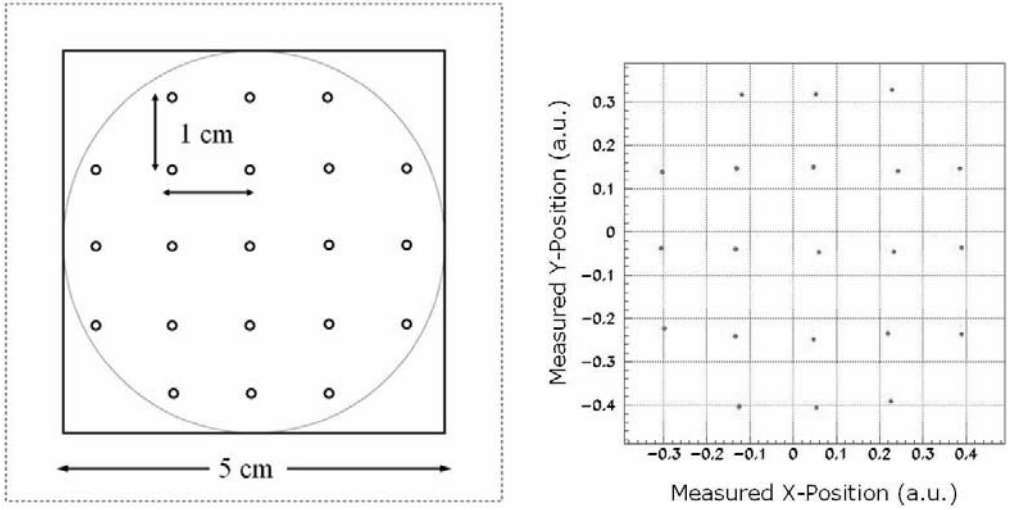 1 cm
5 cm
Measured Y-Position (a.u.)
0.3
0.2
0.1
0
−0.1
−0.2
−0.3
−0.4
−0.3 −0.2 −0.1 0 0.1 0.2 0.3 0.4
Measured X-Position (a.u.)